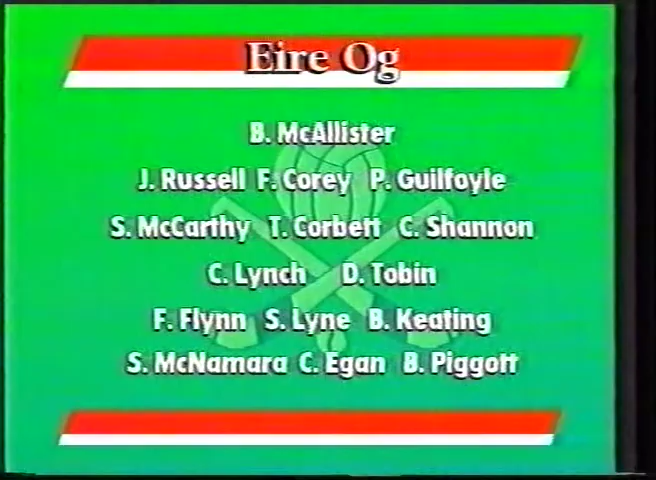 Eire Og
B. McAllister
J. Russell F. Corey P. Guilfoyle
S. McCarthy T. Corbett C. Shannon
C. Lynch D. Tobin
F. Flynn S. Lyne B. Keating
S. McNamara C. Egan B. Piggott